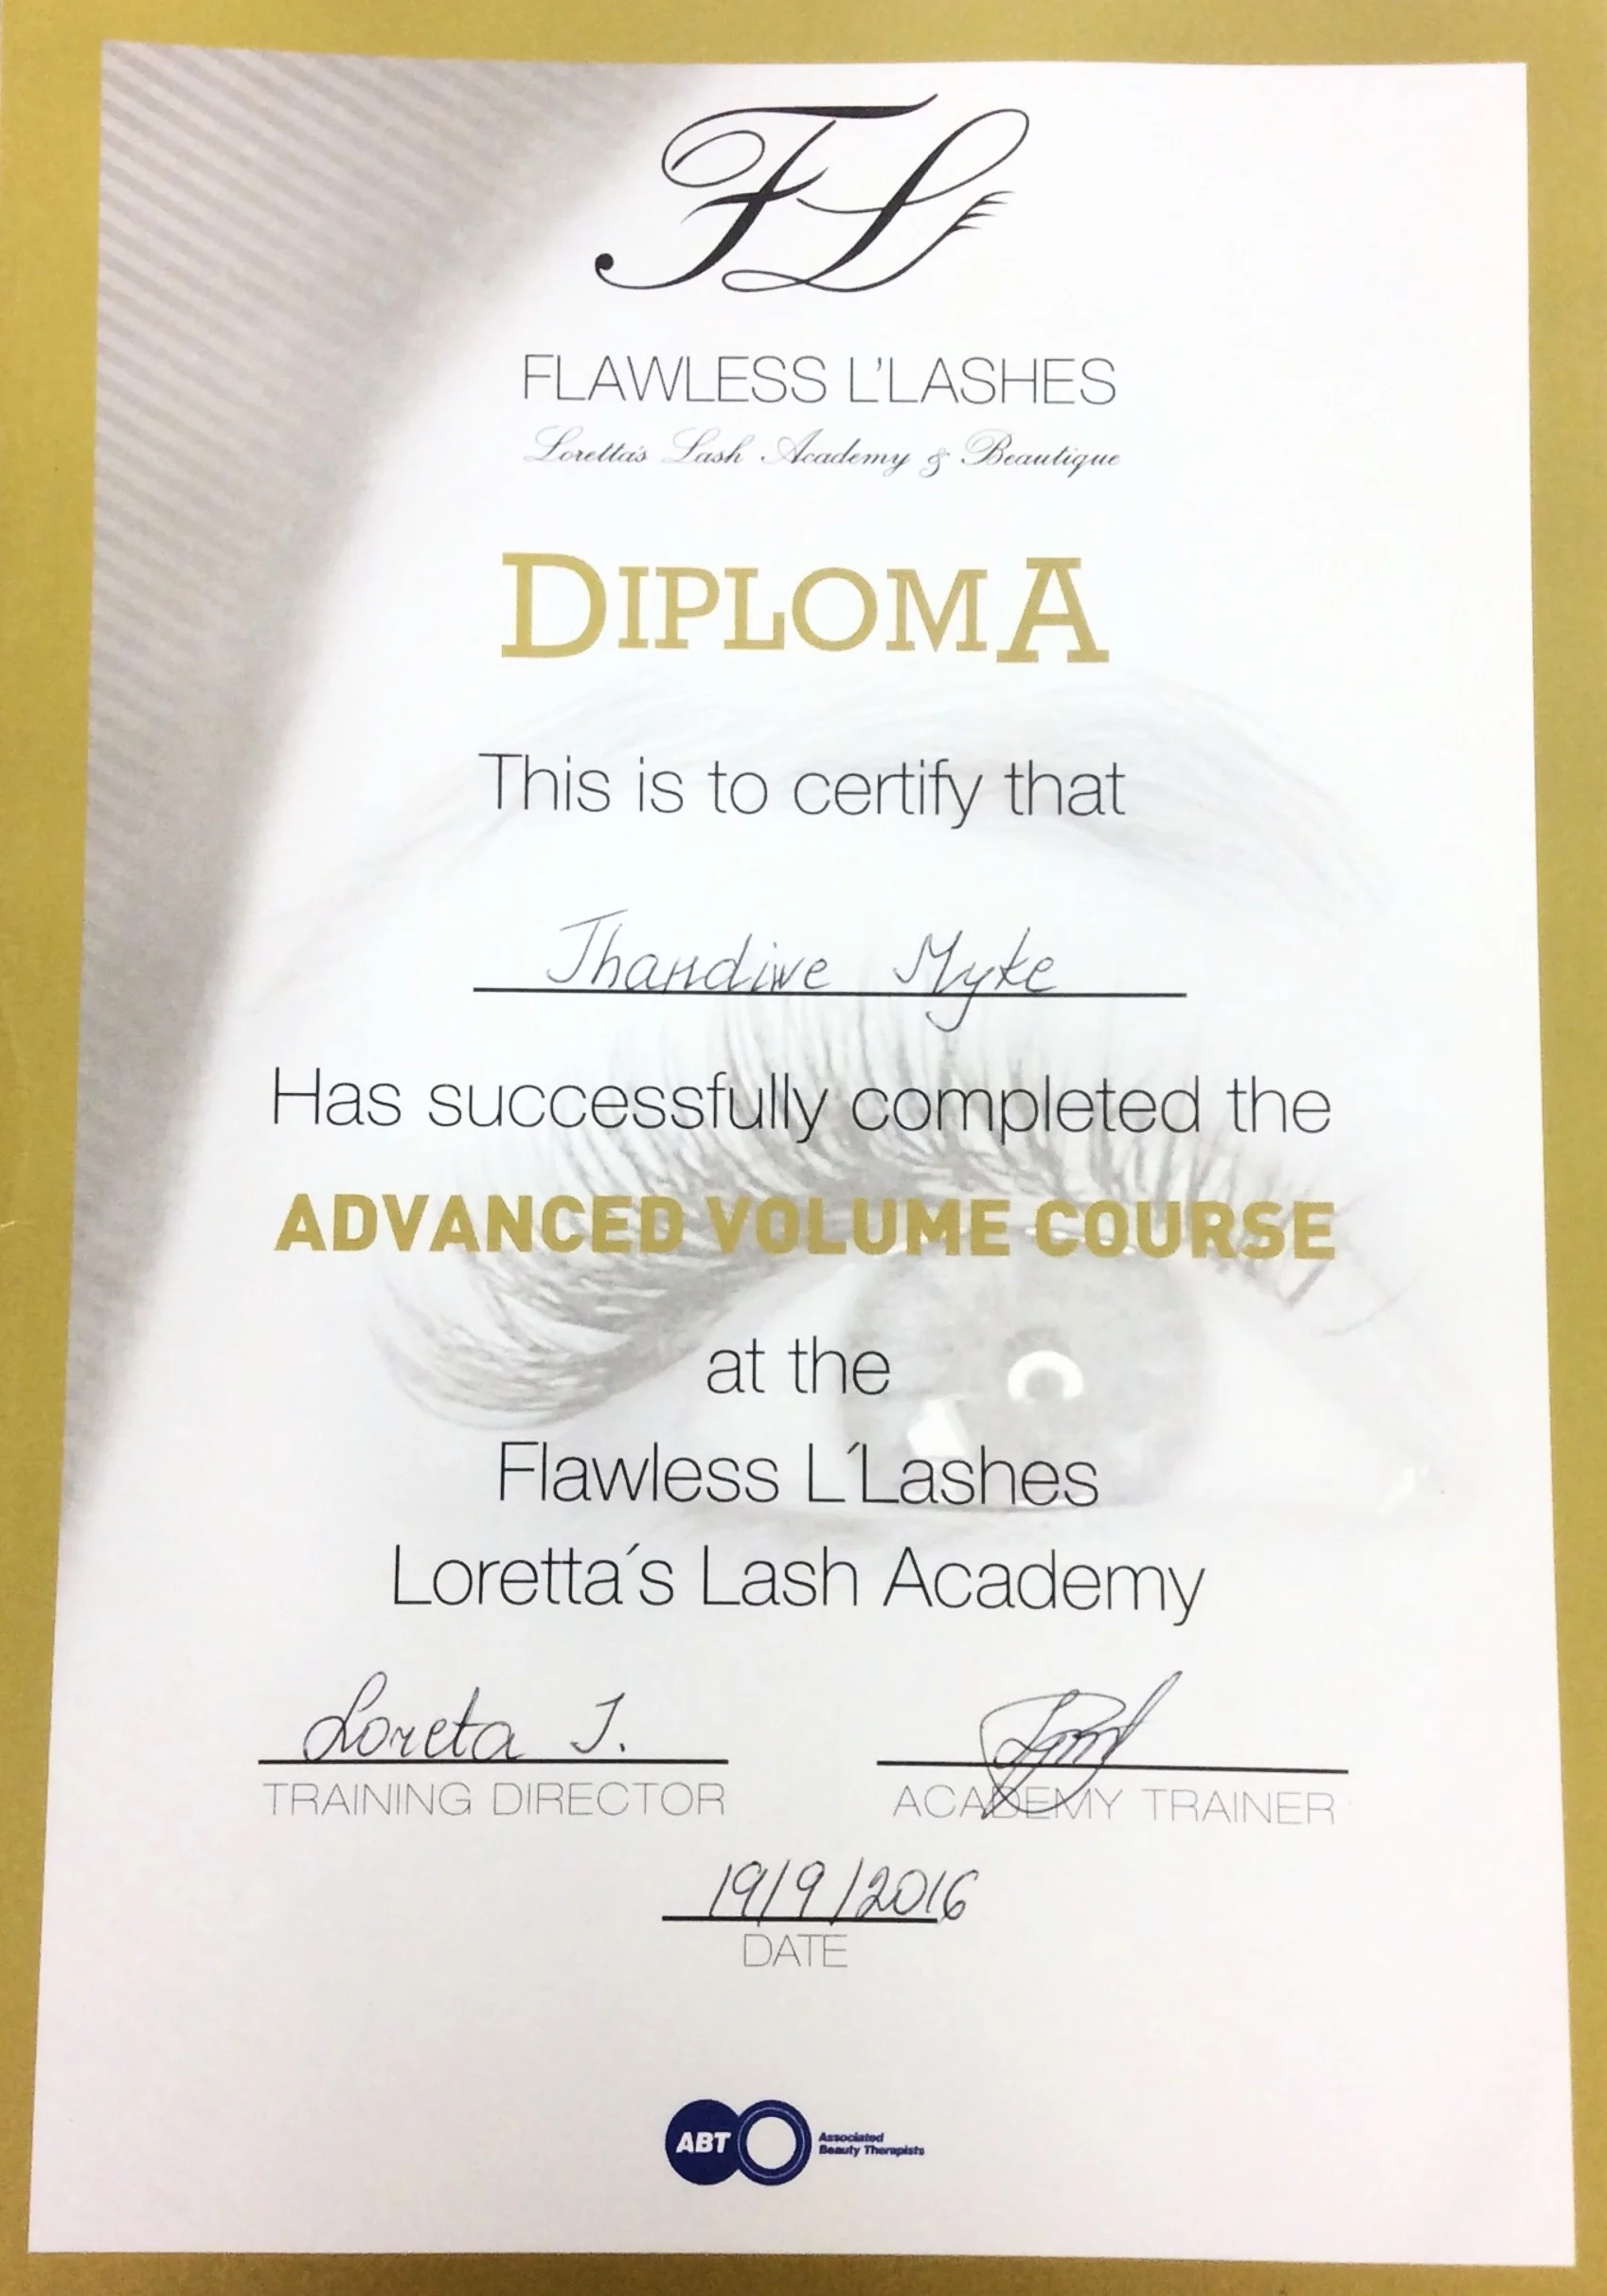 FL
FLAWLESS L'LASHES
Loretta's Lash Academy & Beautique
DIPLOMA
This is to certify that
Thandiwe Myke
Has successfully completed the
ADVANCED VOLUME COURSE
at the
Flawless L´Lashes
Loretta´s Lash Academy
Loreta J.
TRAINING DIRECTOR
ACADEMY TRAINER
19/9/2016
DATE
ABT
Associated
Beauty Therapists